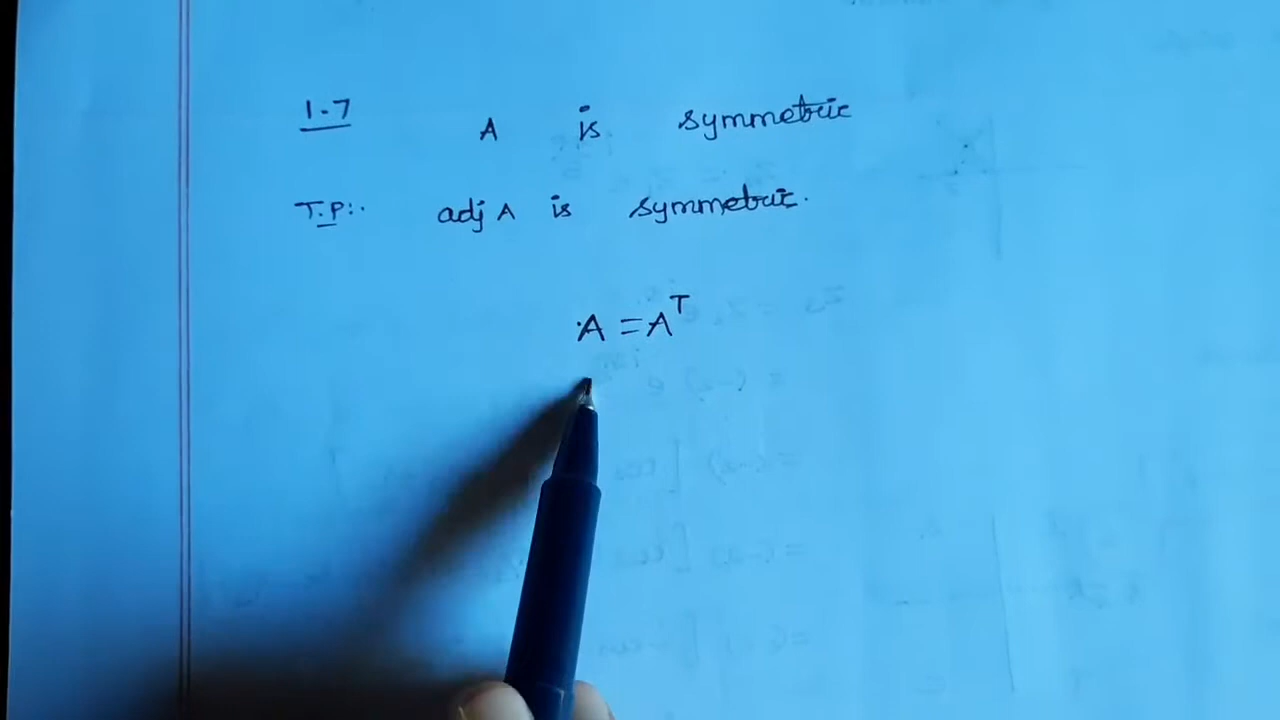 1.7 A is symmetric
T.P:. adj A is symmetric.
A = A^T